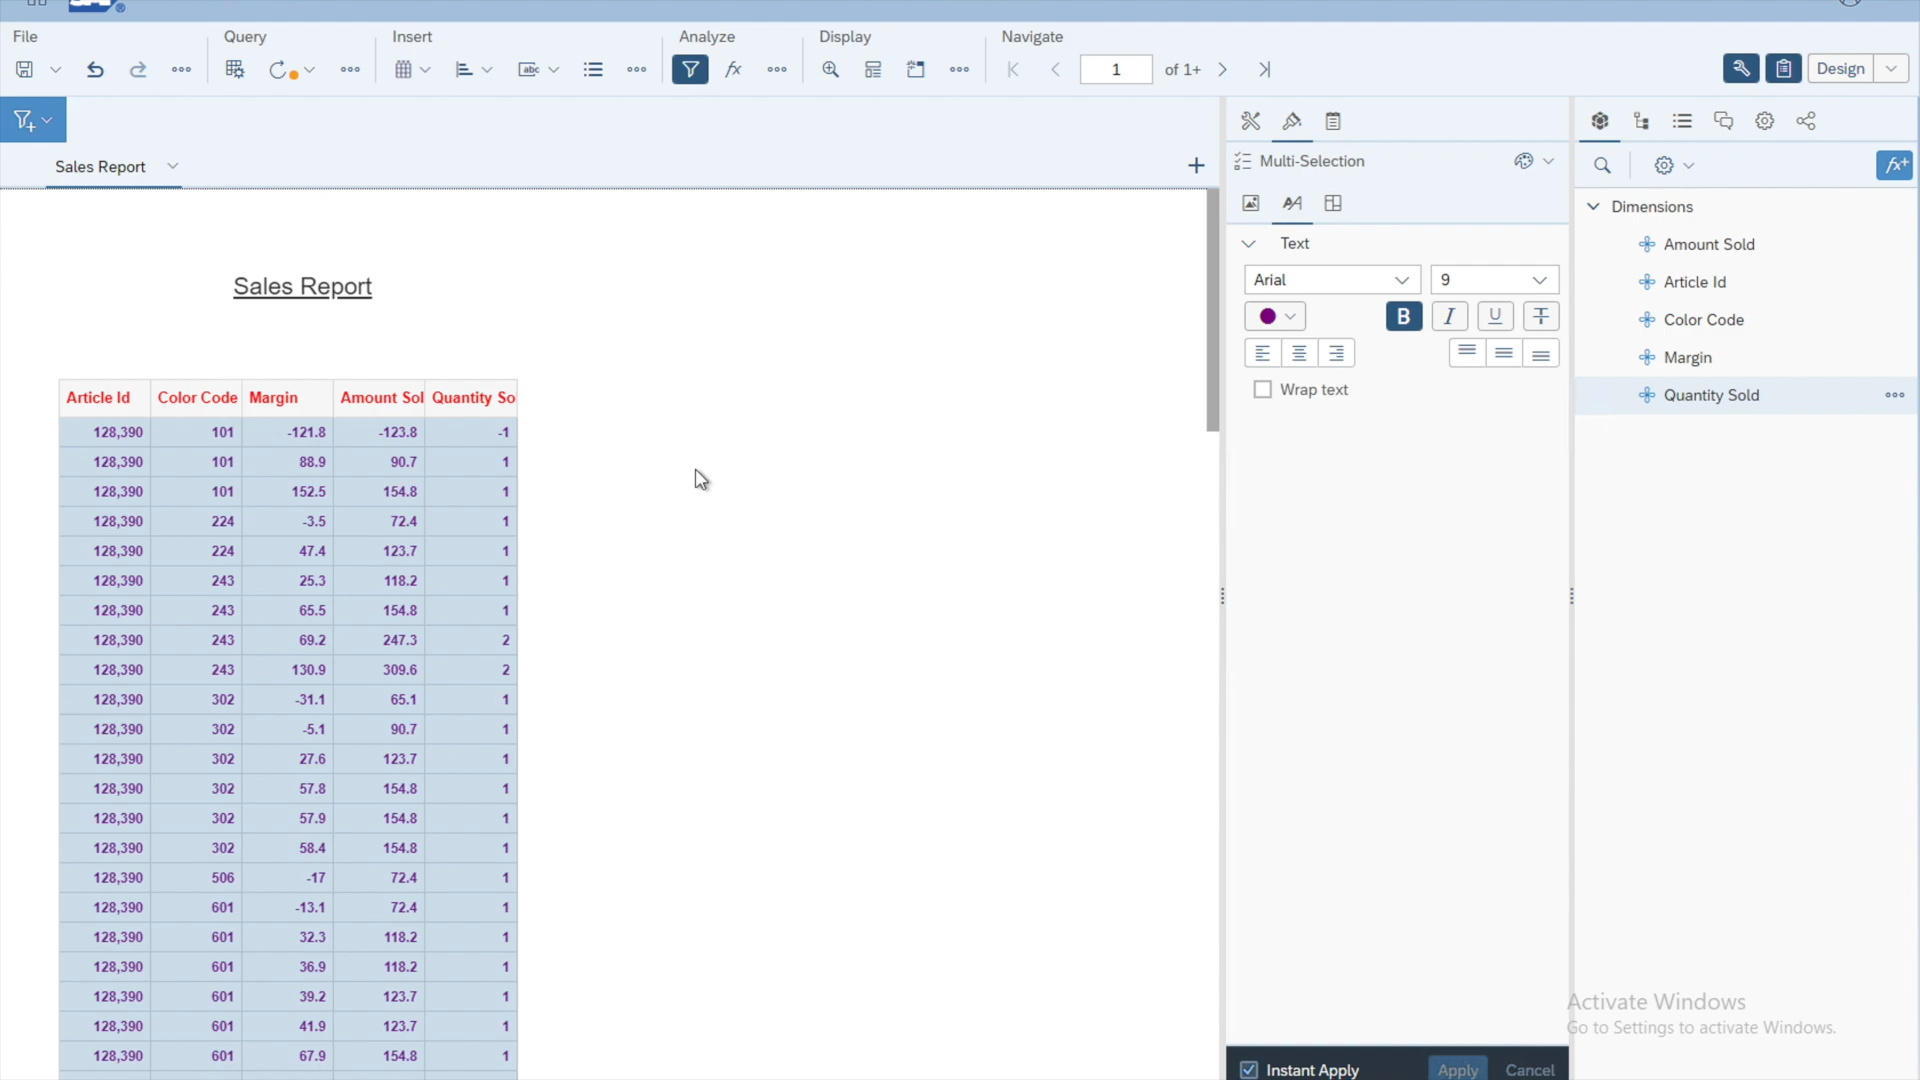 File Query Insert Analyze Display Navigate
1 of 1+ Design
Sales Report
Multi-Selection
Text
Arial 9
B I U T
Wrap text
Dimensions
Amount Sold
Article Id
Color Code
Margin
Quantity Sold
Sales Report
Article Id Color Code Margin Amount Sol Quantity So
128,390 101 -121.8 -123.8 -1
128,390 101 88.9 90.7 1
128,390 101 152.5 154.8 1
128,390 224 -3.5 72.4 1
128,390 224 47.4 123.7 1
128,390 243 25.3 118.2 1
128,390 243 65.5 154.8 1
128,390 243 69.2 247.3 2
128,390 243 130.9 309.6 2
128,390 302 -31.1 65.1 1
128,390 302 -5.1 90.7 1
128,390 302 27.6 123.7 1
128,390 302 57.8 154.8 1
128,390 302 57.9 154.8 1
128,390 302 58.4 154.8 1
128,390 506 -17 72.4 1
128,390 601 -13.1 72.4 1
128,390 601 32.3 118.2 1
128,390 601 36.9 118.2 1
128,390 601 39.2 123.7 1
128,390 601 41.9 123.7 1
128,390 601 67.9 154.8 1
Activate Windows
Go to Settings to activate Windows.
Instant Apply Apply Cancel